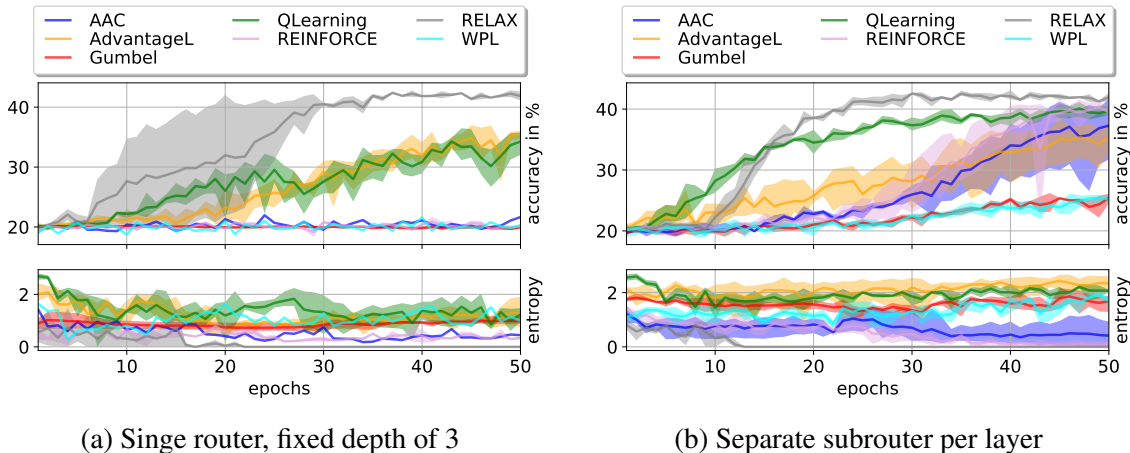 AAC QLearning RELAX
AdvantageL REINFORCE WPL
Gumbel
40
30
20
accuracy in %
2
0
entropy
10 20 30 40 50
epochs
(a) Singe router, fixed depth of 3
AAC QLearning RELAX
AdvantageL REINFORCE WPL
Gumbel
40
30
20
accuracy in %
2
0
entropy
10 20 30 40 50
epochs
(b) Separate subrouter per layer